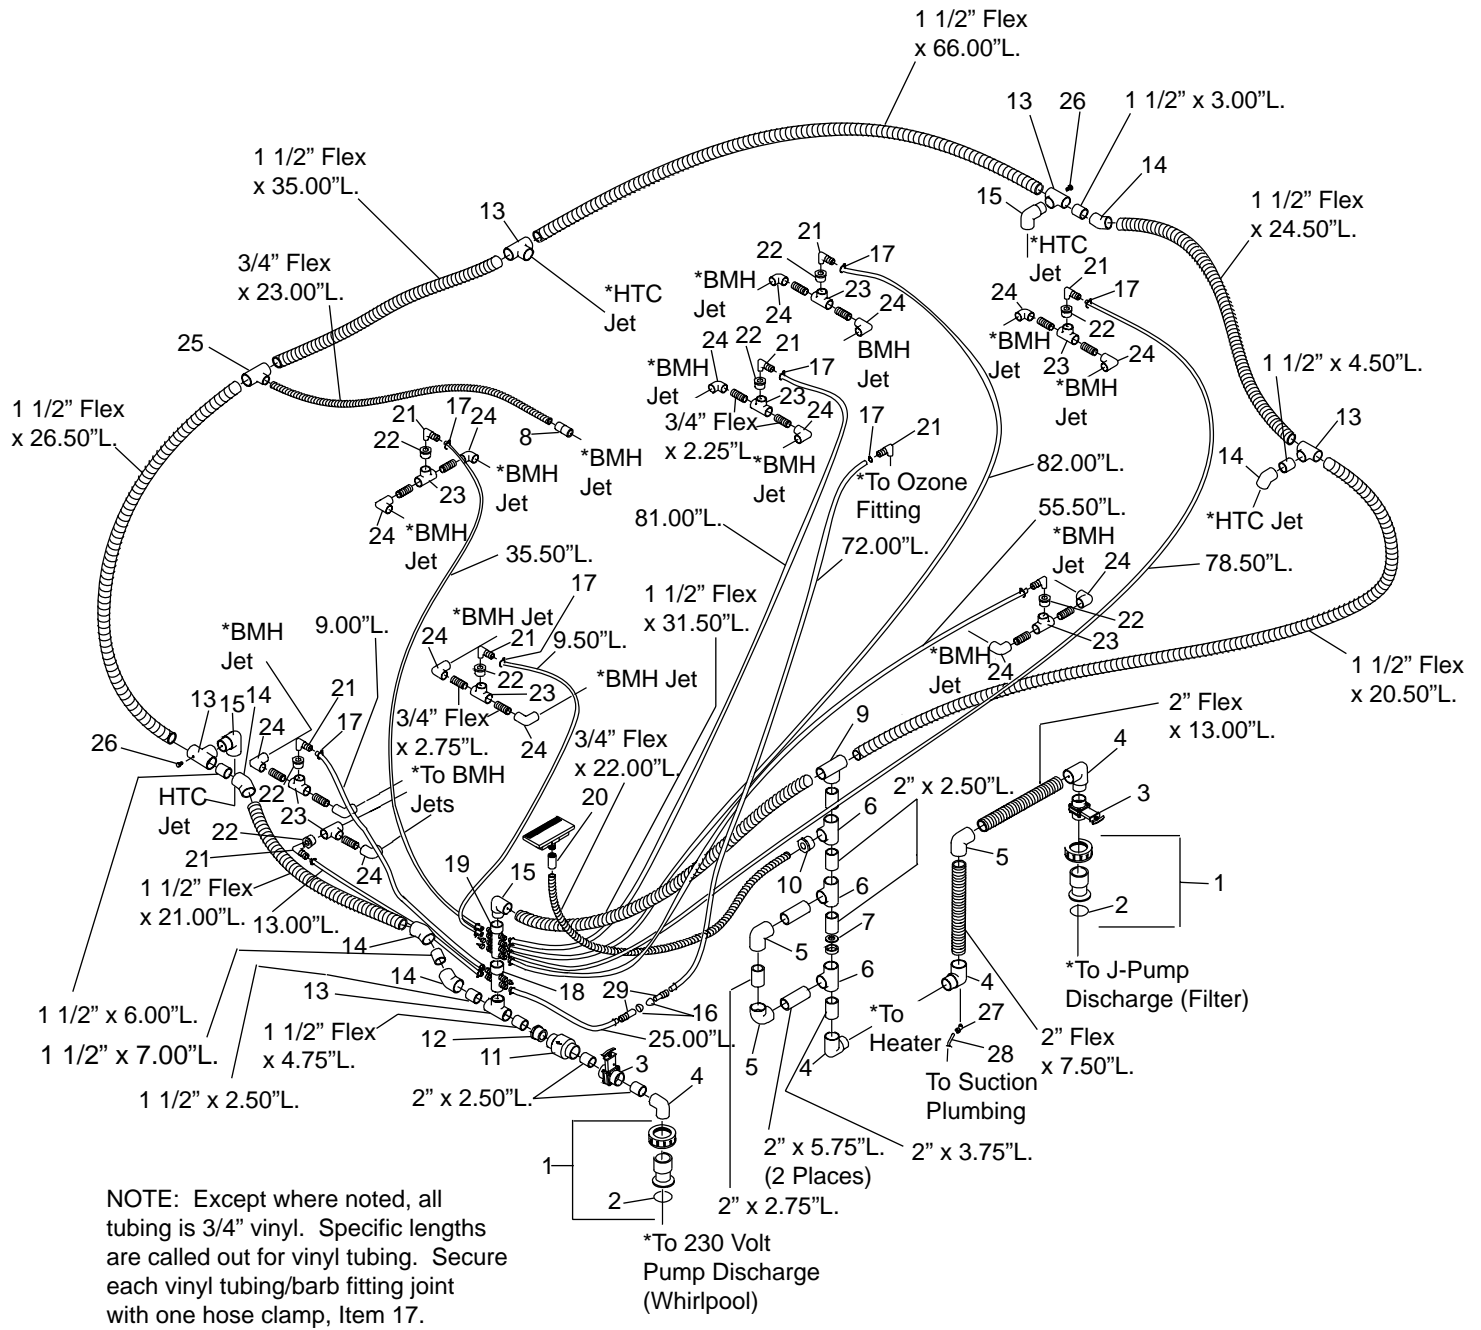 1 1/2” Flex
x 66.00”L.
13
26
1 1/2” x 3.00”L.
14
1 1/2” Flex
x 35.00”L.
15
1 1/2” Flex
x 24.50”L.
13
*HTC
Jet
21
17
22
3/4” Flex
x 23.00”L.
*BMH
Jet
24
23
24
BMH
Jet
*HTC
Jet
21
17
24
22
*BMH
Jet
23
24
*BMH
Jet
25
24
22
21
17
*BMH
Jet
23
24
3/4” Flex
x 2.25”L.
*BMH
Jet
1 1/2” x 4.50”L.
13
14
*HTC Jet
1 1/2” Flex
x 26.50”L.
21
17
24
22
8
*BMH
Jet
*BMH
Jet
23
24
*BMH
Jet
17
21
*To Ozone
Fitting
82.00”L.
55.50”L.
81.00”L.
72.00”L.
35.50”L.
*BMH
Jet
24
78.50”L.
22
23
*BMH
Jet
24
17
1 1/2” Flex
x 31.50”L.
*BMH Jet
21
9.50”L.
24
22
23
*BMH Jet
3/4” Flex
x 2.75”L.
24
*BMH
Jet
9.00”L.
1 1/2” Flex
x 20.50”L.
13
15
14
24
21
17
26
9
2” Flex
x 13.00”L.
4
3/4” Flex
x 22.00”L.
*To BMH
Jets
20
2” x 2.50”L.
3
6
22
23
HTC
Jet
22
21
24
5
10
1
1 1/2” Flex
x 21.00”L.
13.00”L.
19
15
6
2
7
14
5
6
*To J-Pump
Discharge (Filter)
14
18
29
4
13
16
27
1 1/2” x 6.00”L.
1 1/2” Flex
x 4.75”L.
12
25.00”L.
*To
Heater
28
2” Flex
x 7.50”L.
1 1/2” x 7.00”L.
11
3
5
4
To Suction
Plumbing
1 1/2” x 2.50”L.
2” x 2.50”L.
4
2” x 5.75”L.
(2 Places)
2” x 3.75”L.
1
2
2” x 2.75”L.
NOTE: Except where noted, all
tubing is 3/4” vinyl. Specific lengths
are called out for vinyl tubing. Secure
each vinyl tubing/barb fitting joint
with one hose clamp, Item 17.
*To 230 Volt
Pump Discharge
(Whirlpool)